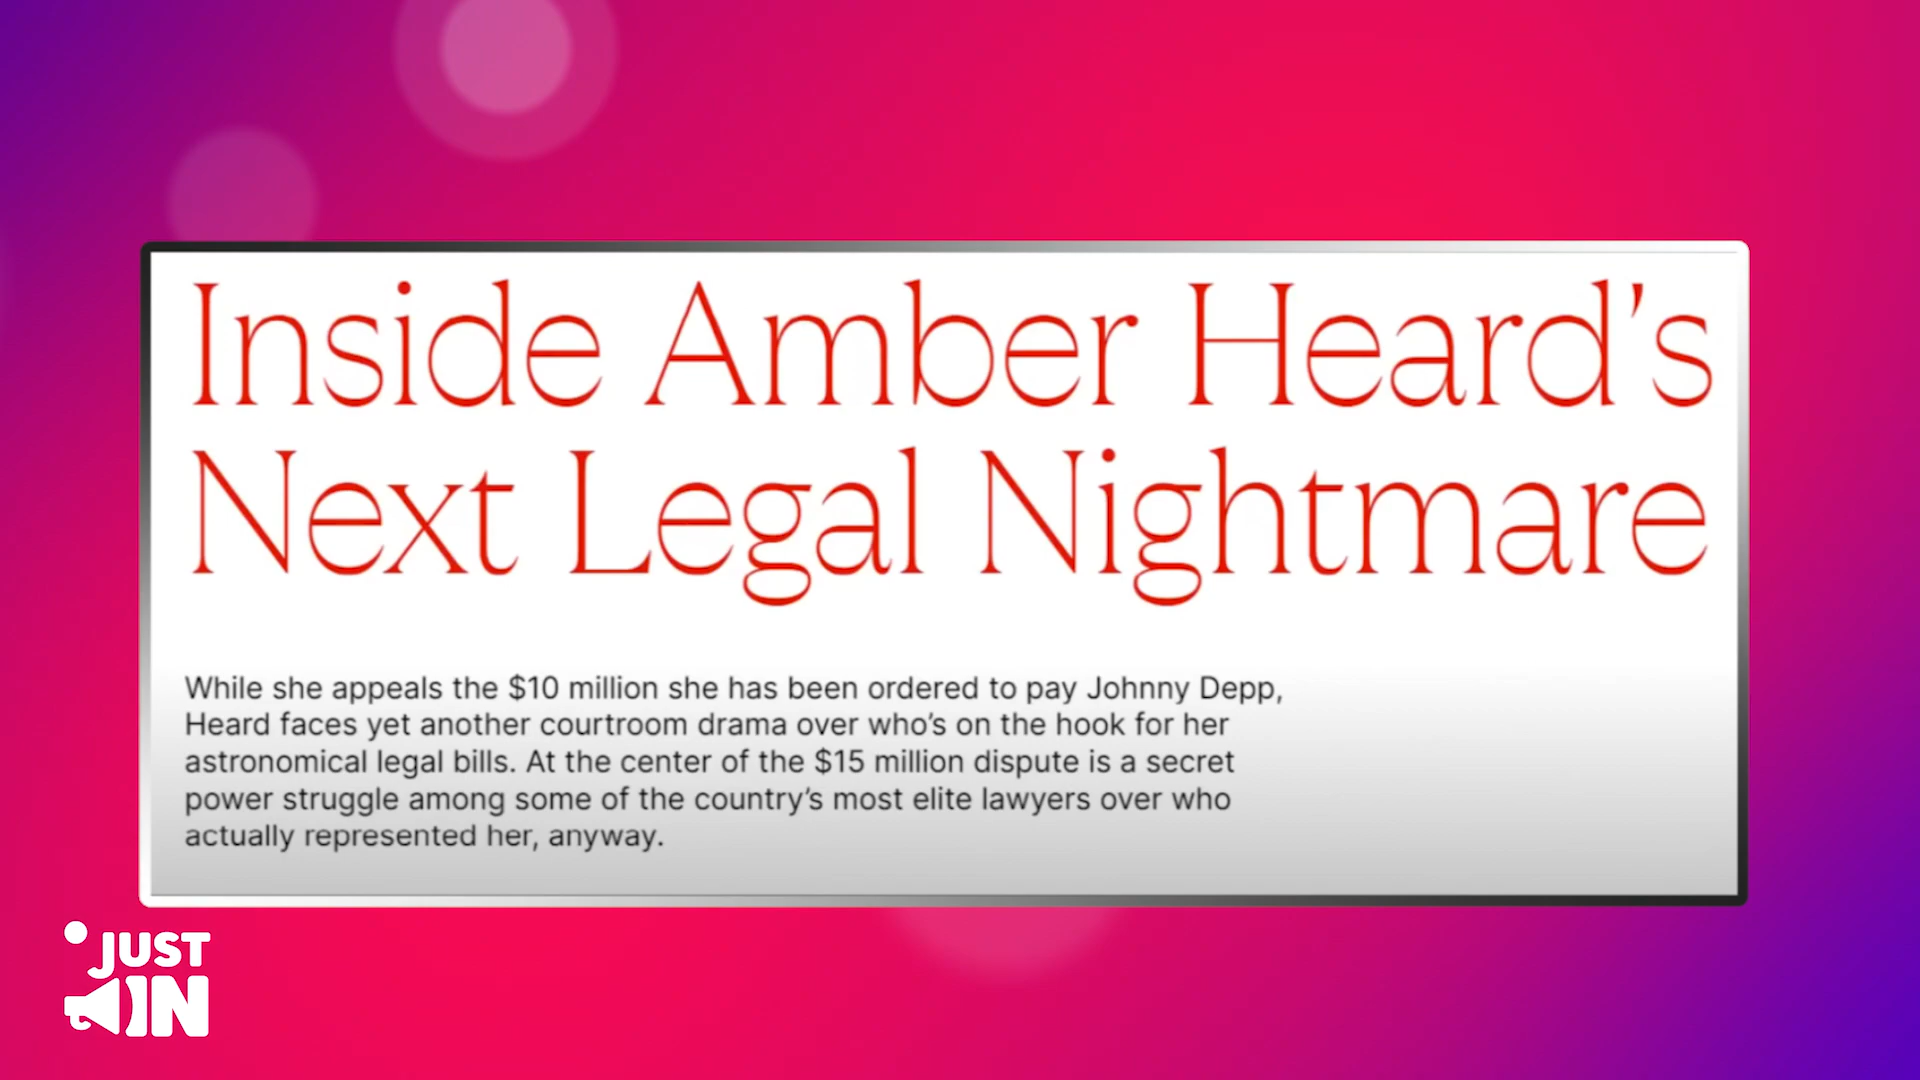 Inside Amber Heard’s
Next Legal Nightmare
While she appeals the $10 million she has been ordered to pay Johnny Depp,
Heard faces yet another courtroom drama over who’s on the hook for her
astronomical legal bills. At the center of the $15 million dispute is a secret
power struggle among some of the country’s most elite lawyers over who
actually represented her, anyway.
JUST
IN